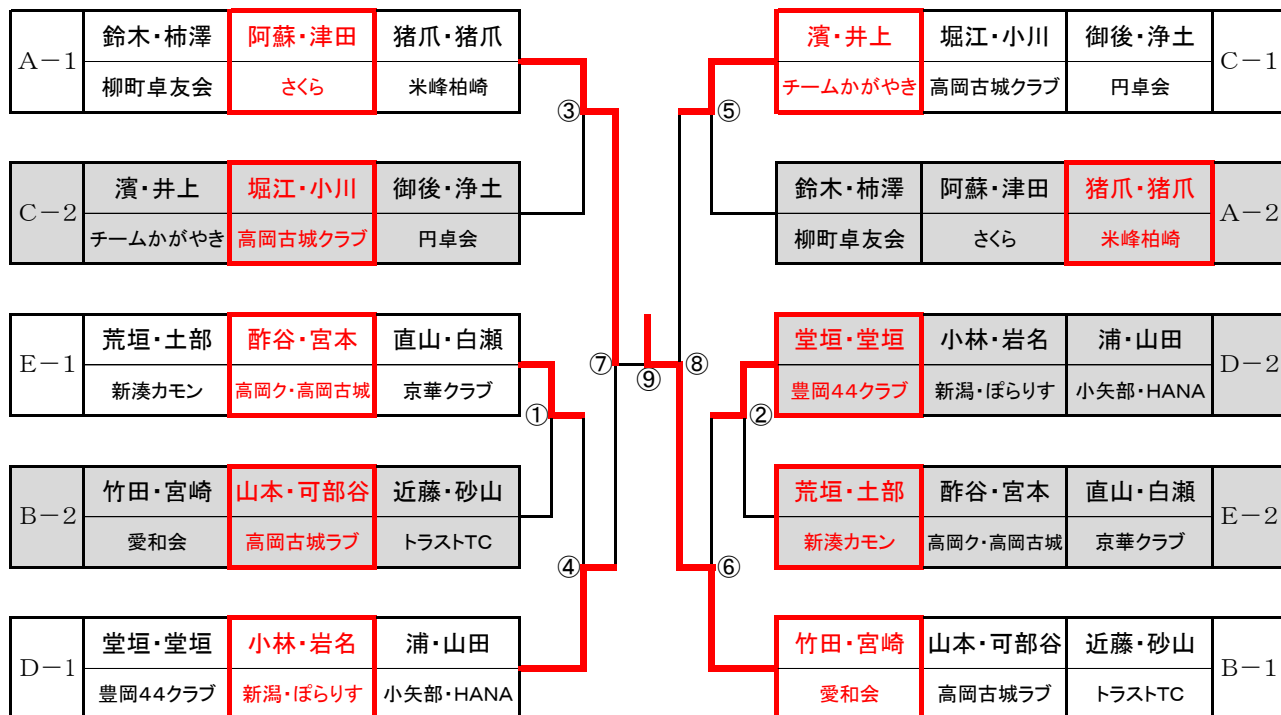 A-1 鈴木・柿澤 阿蘇・津田 猪爪・猪爪
柳町卓友会 さくら 米峰柏崎
濱・井上 堀江・小川 御後・浄土 C-1
チームかがやき 高岡古城クラブ 円卓会
③ ⑤
C-2 濱・井上 堀江・小川 御後・浄土
チームかがやき 高岡古城クラブ 円卓会
鈴木・柿澤 阿蘇・津田 猪爪・猪爪 A-2
柳町卓友会 さくら 米峰柏崎
E-1 荒垣・土部 酢谷・宮本 直山・白瀬
新湊カモン 高岡ク・高岡古城 京華クラブ
⑦ ⑨ ⑧
堂垣・堂垣 小林・岩名 浦・山田 D-2
豊岡44クラブ 新潟・ぽらりす 小矢部・HANA
① ②
B-2 竹田・宮崎 山本・可部谷 近藤・砂山
愛和会 高岡古城ラブ トラストTC
荒垣・土部 酢谷・宮本 直山・白瀬 E-2
新湊カモン 高岡ク・高岡古城 京華クラブ
④ ⑥
D-1 堂垣・堂垣 小林・岩名 浦・山田
豊岡44クラブ 新潟・ぽらりす 小矢部・HANA
竹田・宮崎 山本・可部谷 近藤・砂山 B-1
愛和会 高岡古城ラブ トラストTC